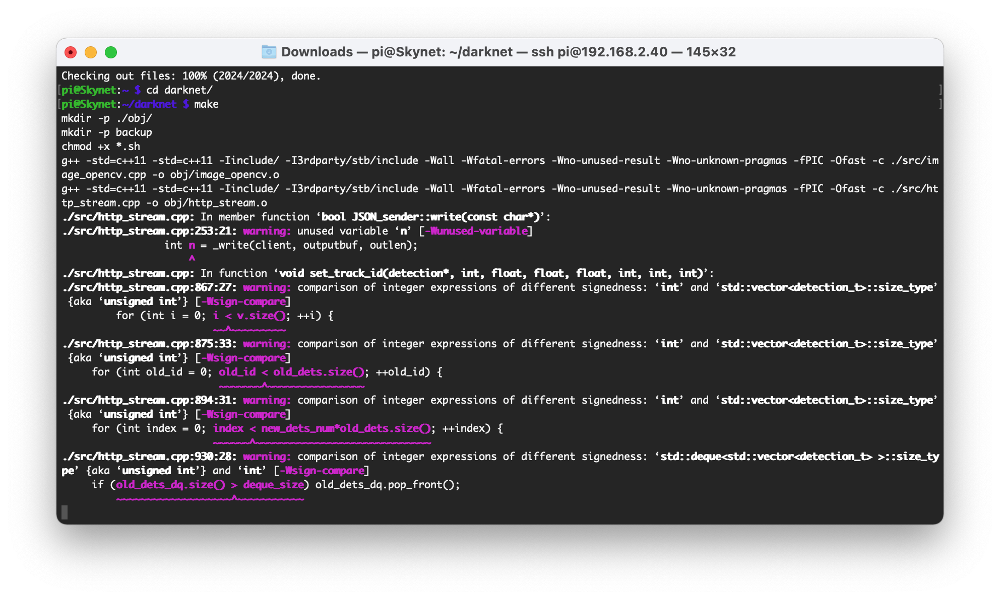 Downloads — pi@Skynet: ~/darknet — ssh pi@192.168.2.40 — 145×32
Checking out files: 100% (2024/2024), done.
[pi@Skynet:~ $ cd darknet/ ]
[pi@Skynet:~/darknet $ make ]
mkdir -p ./obj/
mkdir -p backup
chmod +x *.sh
g++ -std=c++11 -std=c++11 -Iinclude/ -I3rdparty/stb/include -Wall -Wfatal-errors -Wno-unused-result -Wno-unknown-pragmas -fPIC -Ofast -c ./src/im
age_opencv.cpp -o obj/image_opencv.o
g++ -std=c++11 -std=c++11 -Iinclude/ -I3rdparty/stb/include -Wall -Wfatal-errors -Wno-unused-result -Wno-unknown-pragmas -fPIC -Ofast -c ./src/ht
tp_stream.cpp -o obj/http_stream.o
./src/http_stream.cpp: In member function ‘bool JSON_sender::write(const char*)’:
./src/http_stream.cpp:253:21: warning: unused variable ‘n’ [-Wunused-variable]
                 int n = _write(client, outputbuf, outlen);
                     ^
./src/http_stream.cpp: In function ‘void set_track_id(detection*, int, float, float, float, int, int, int)’:
./src/http_stream.cpp:867:27: warning: comparison of integer expressions of different signedness: ‘int’ and ‘std::vector<detection_t>::size_type’
 {aka ‘unsigned int’} [-Wsign-compare]
         for (int i = 0; i < v.size(); ++i) {
                         ~~^~~~~~~~~~
./src/http_stream.cpp:875:33: warning: comparison of integer expressions of different signedness: ‘int’ and ‘std::vector<detection_t>::size_type’
 {aka ‘unsigned int’} [-Wsign-compare]
     for (int old_id = 0; old_id < old_dets.size(); ++old_id) {
                          ~~~~~~~^~~~~~~~~~~~~~~~~
./src/http_stream.cpp:894:31: warning: comparison of integer expressions of different signedness: ‘int’ and ‘std::vector<detection_t>::size_type’
 {aka ‘unsigned int’} [-Wsign-compare]
     for (int index = 0; index < new_dets_num*old_dets.size(); ++index) {
                         ~~~~~~^~~~~~~~~~~~~~~~~~~~~~~~~~~~~~
./src/http_stream.cpp:930:28: warning: comparison of integer expressions of different signedness: ‘std::deque<std::vector<detection_t> >::size_ty
pe’ {aka ‘unsigned int’} and ‘int’ [-Wsign-compare]
     if (old_dets_dq.size() > deque_size) old_dets_dq.pop_front();
         ~~~~~~~~~~~~~~~~~~~^~~~~~~~~~~~